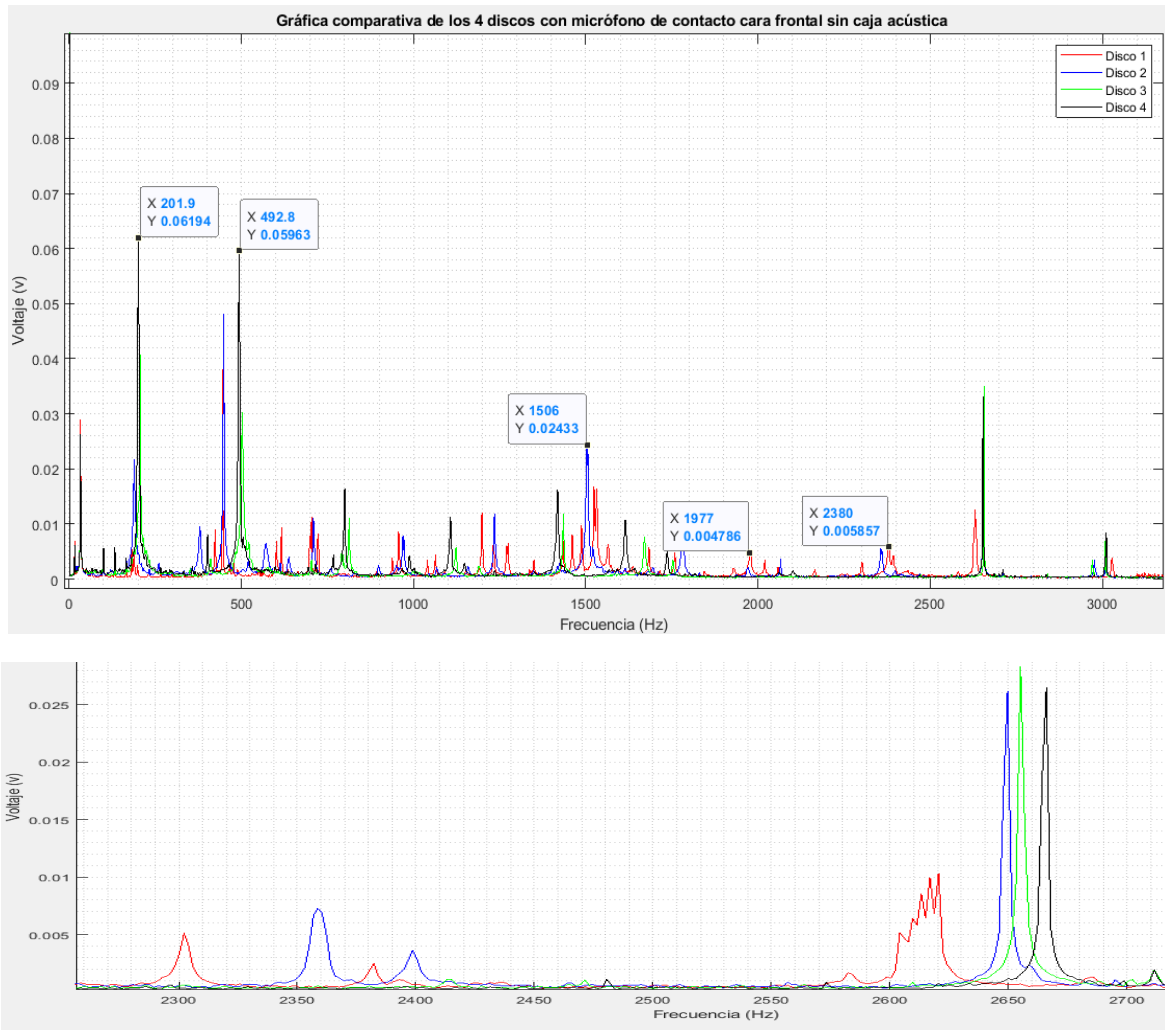 Gráfica comparativa de los 4 discos con micrófono de contacto cara frontal sin caja acústica
Disco 1
Disco 2
Disco 3
Disco 4
0.09
0.08
0.07
0.06
0.05
0.04
0.03
0.02
0.01
0
Voltaje (v)
X 201.9
Y 0.06194
X 492.8
Y 0.05963
X 1506
Y 0.02433
X 1977
Y 0.004786
X 2380
Y 0.005857
0 500 1000 1500 2000 2500 3000
Frecuencia (Hz)
0.025
0.02
0.015
0.01
0.005
Voltaje (v)
2300 2350 2400 2450 2500 2550 2600 2650 2700
Frecuencia (Hz)